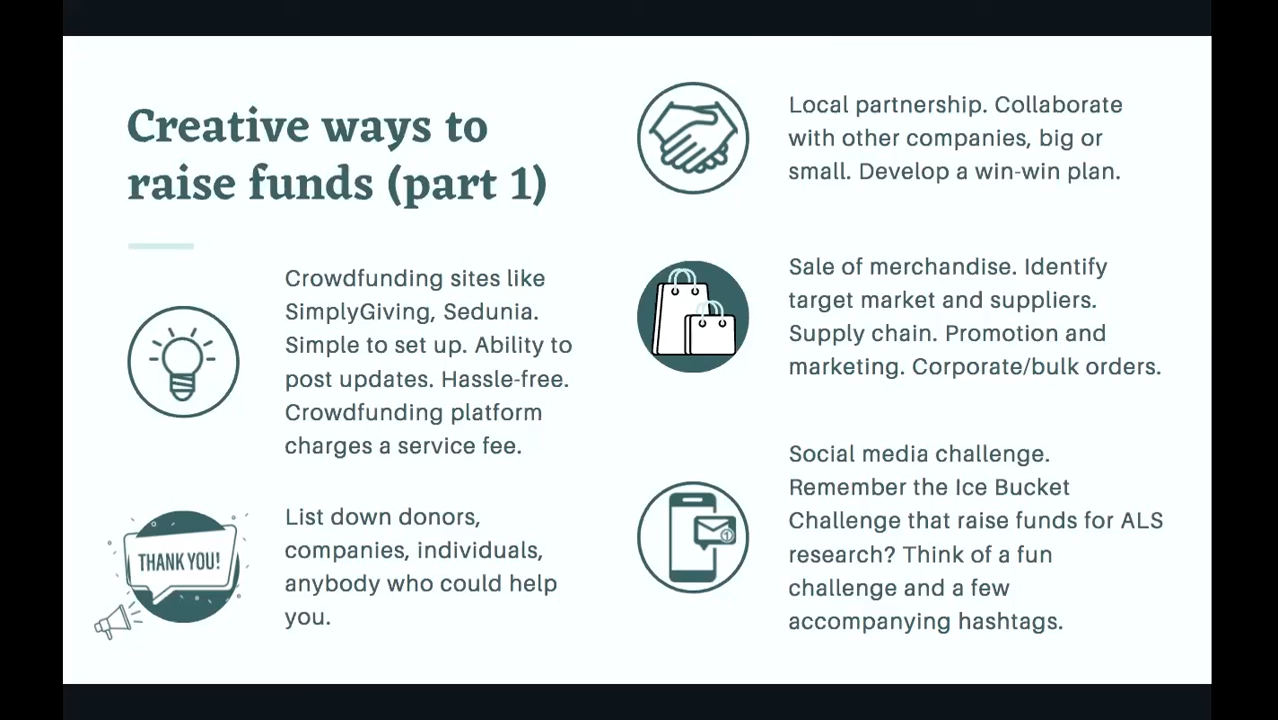 Creative ways to
raise funds (part 1)
Crowdfunding sites like
SimplyGiving, Sedunia.
Simple to set up. Ability to
post updates. Hassle-free.
Crowdfunding platform
charges a service fee.
THANK YOU!
List down donors,
companies, individuals,
anybody who could help
you.
Local partnership. Collaborate
with other companies, big or
small. Develop a win-win plan.
Sale of merchandise. Identify
target market and suppliers.
Supply chain. Promotion and
marketing. Corporate/bulk orders.
1
Social media challenge.
Remember the Ice Bucket
Challenge that raise funds for ALS
research? Think of a fun
challenge and a few
accompanying hashtags.